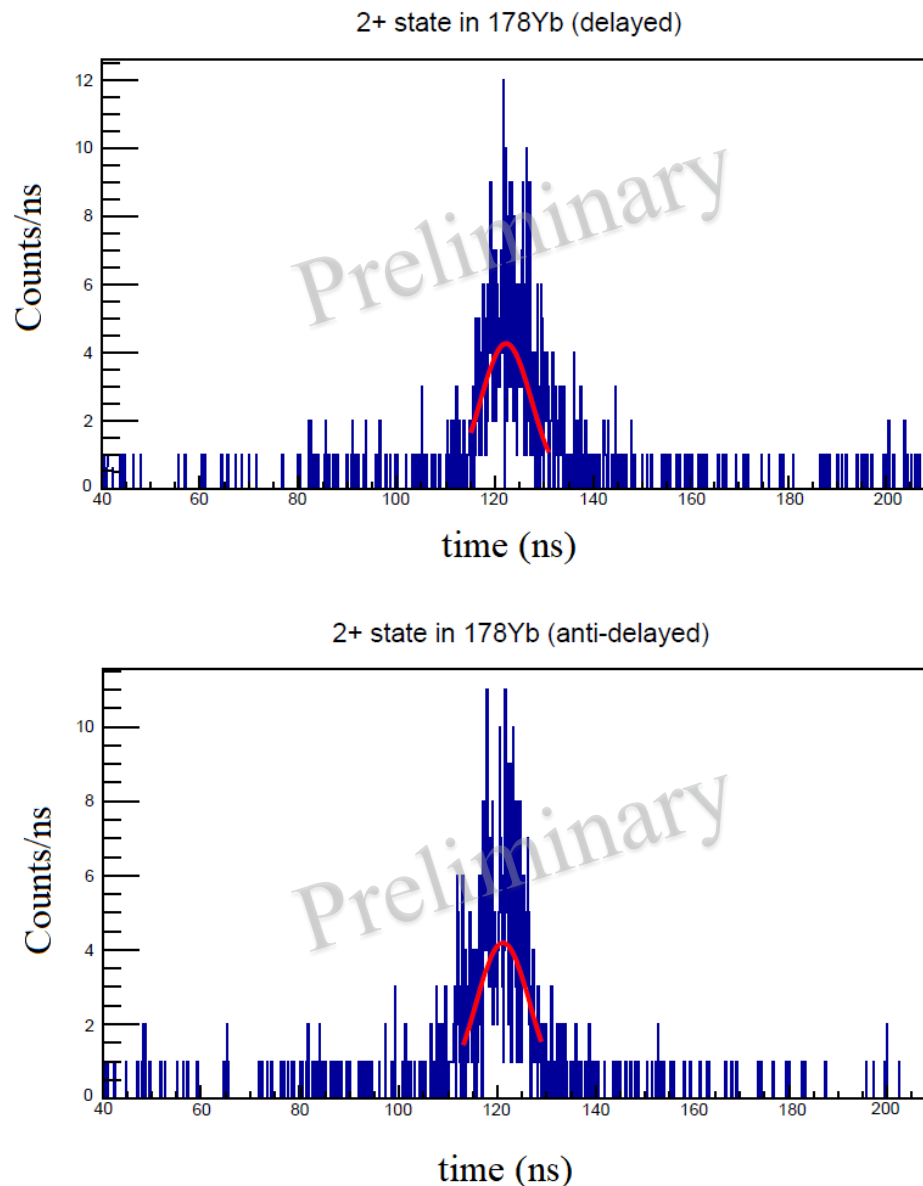 2+ state in 178Yb (delayed)
Counts/ns
12
10
8
6
4
2
0
Preliminary
40 60 80 100 120 140 160 180 200
time (ns)
2+ state in 178Yb (anti-delayed)
Counts/ns
10
8
6
4
2
0
Preliminary
40 60 80 100 120 140 160 180 200
time (ns)